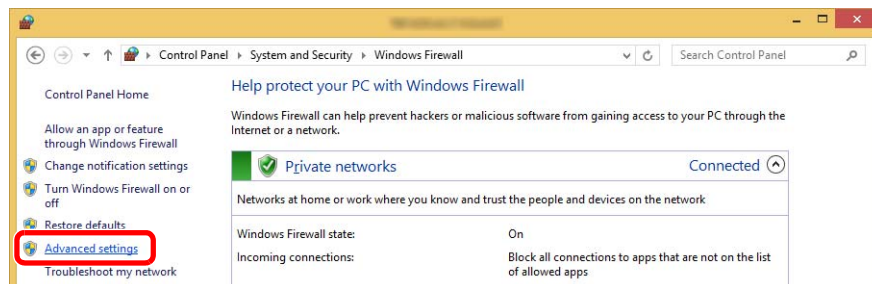 Control Panel ▸ System and Security ▸ Windows Firewall
Search Control Panel
Control Panel Home
Allow an app or feature
through Windows Firewall
Change notification settings
Turn Windows Firewall on or
off
Restore defaults
Advanced settings
Troubleshoot my network
Help protect your PC with Windows Firewall
Windows Firewall can help prevent hackers or malicious software from gaining access to your PC through the
Internet or a network.
Private networks
Connected
Networks at home or work where you know and trust the people and devices on the network
Windows Firewall state:
On
Incoming connections:
Block all connections to apps that are not on the list
of allowed apps